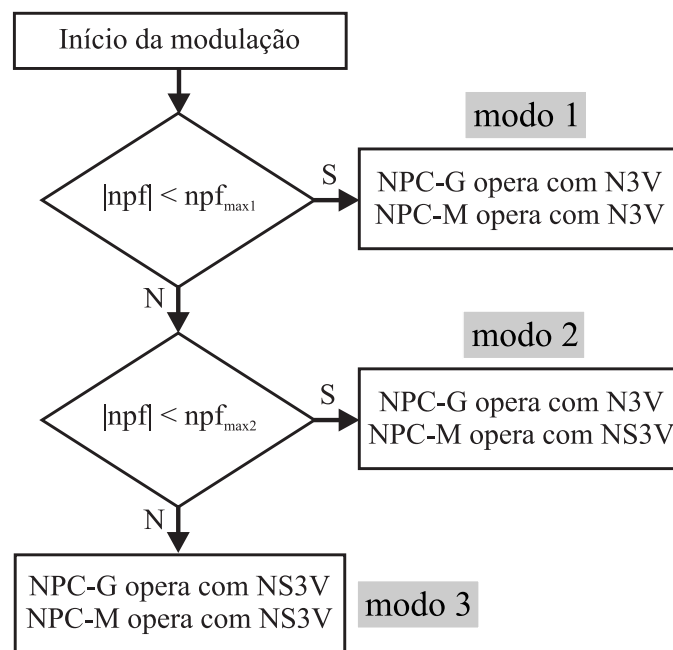 Início da modulação
modo 1
|npf| < npfmax1
S
NPC-G opera com N3V
NPC-M opera com N3V
N
modo 2
|npf| < npfmax2
S
NPC-G opera com N3V
NPC-M opera com NS3V
N
NPC-G opera com NS3V
NPC-M opera com NS3V
modo 3